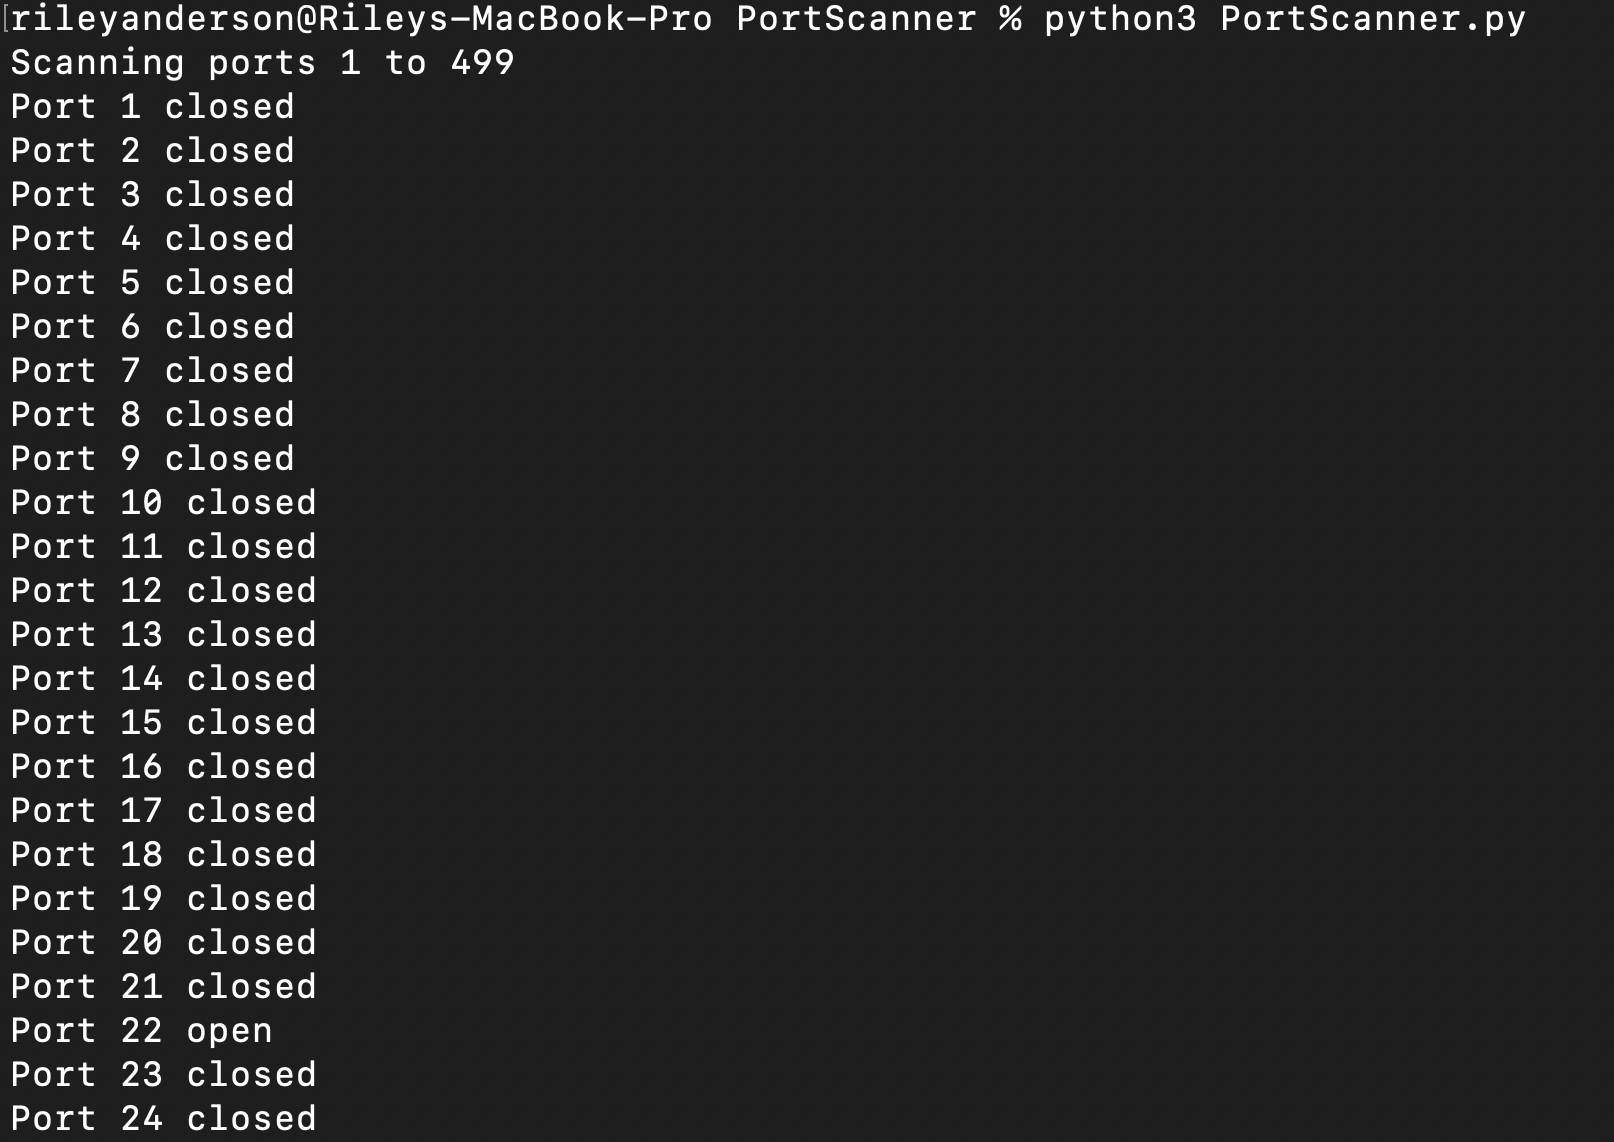 [rileyanderson@Rileys-MacBook-Pro PortScanner % python3 PortScanner.py
Scanning ports 1 to 499
Port 1 closed
Port 2 closed
Port 3 closed
Port 4 closed
Port 5 closed
Port 6 closed
Port 7 closed
Port 8 closed
Port 9 closed
Port 10 closed
Port 11 closed
Port 12 closed
Port 13 closed
Port 14 closed
Port 15 closed
Port 16 closed
Port 17 closed
Port 18 closed
Port 19 closed
Port 20 closed
Port 21 closed
Port 22 open
Port 23 closed
Port 24 closed